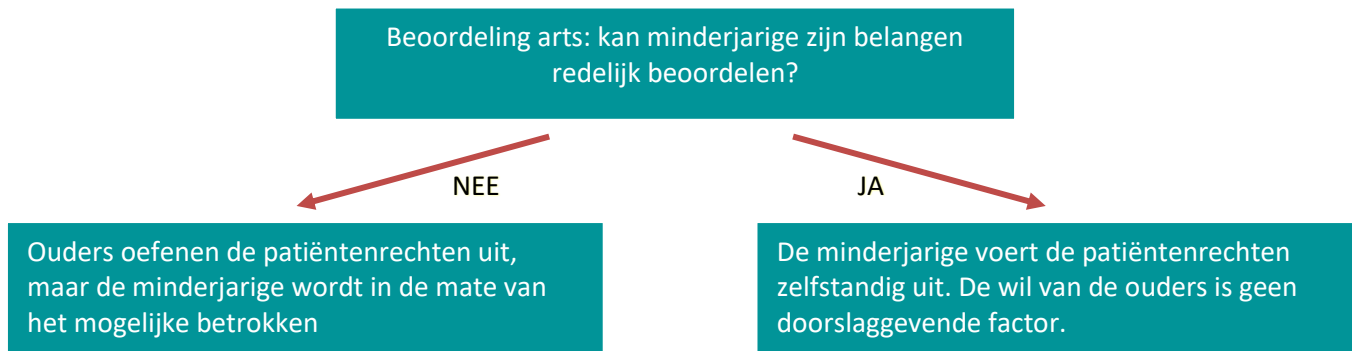 Beoordeling arts: kan minderjarige zijn belangen
redelijk beoordelen?
NEE
JA
Ouders oefenen de patiëntenrechten uit,
maar de minderjarige wordt in de mate van
het mogelijke betrokken
De minderjarige voert de patiëntenrechten
zelfstandig uit. De wil van de ouders is geen
doorslaggevende factor.